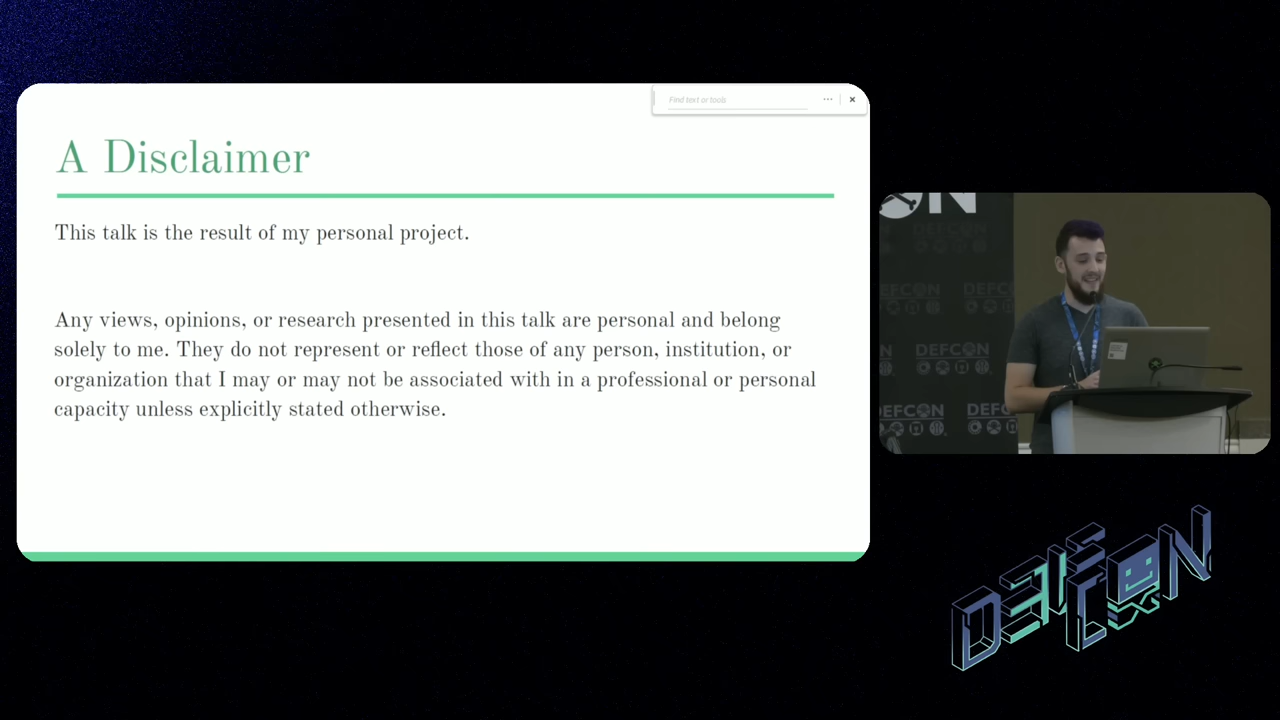 Find text or tools
A Disclaimer
This talk is the result of my personal project.
Any views, opinions, or research presented in this talk are personal and belong
solely to me. They do not represent or reflect those of any person, institution, or
organization that I may or may not be associated with in a professional or personal
capacity unless explicitly stated otherwise.
ON
DEFCON
DEFCON
DEFCON
DEFC
DEFCON